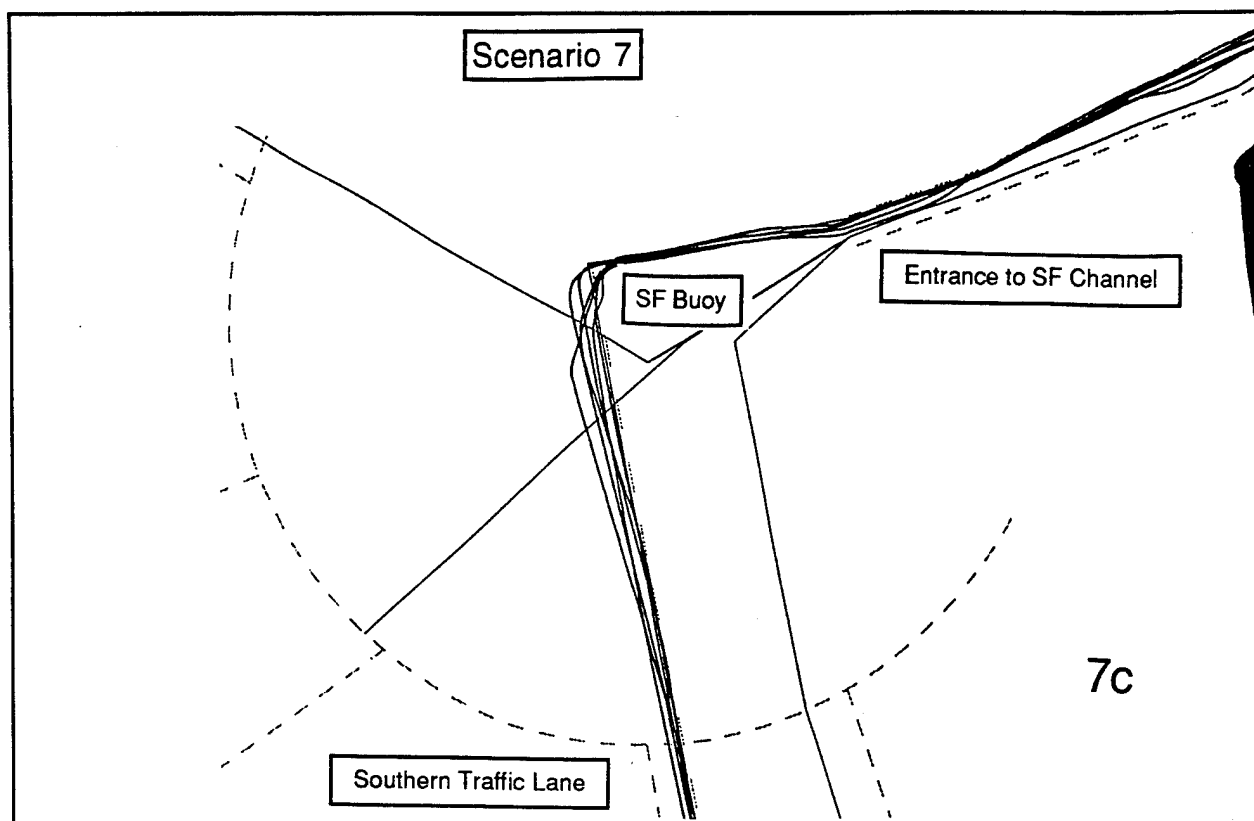 Scenario 7
SF Buoy
Entrance to SF Channel
7c
Southern Traffic Lane